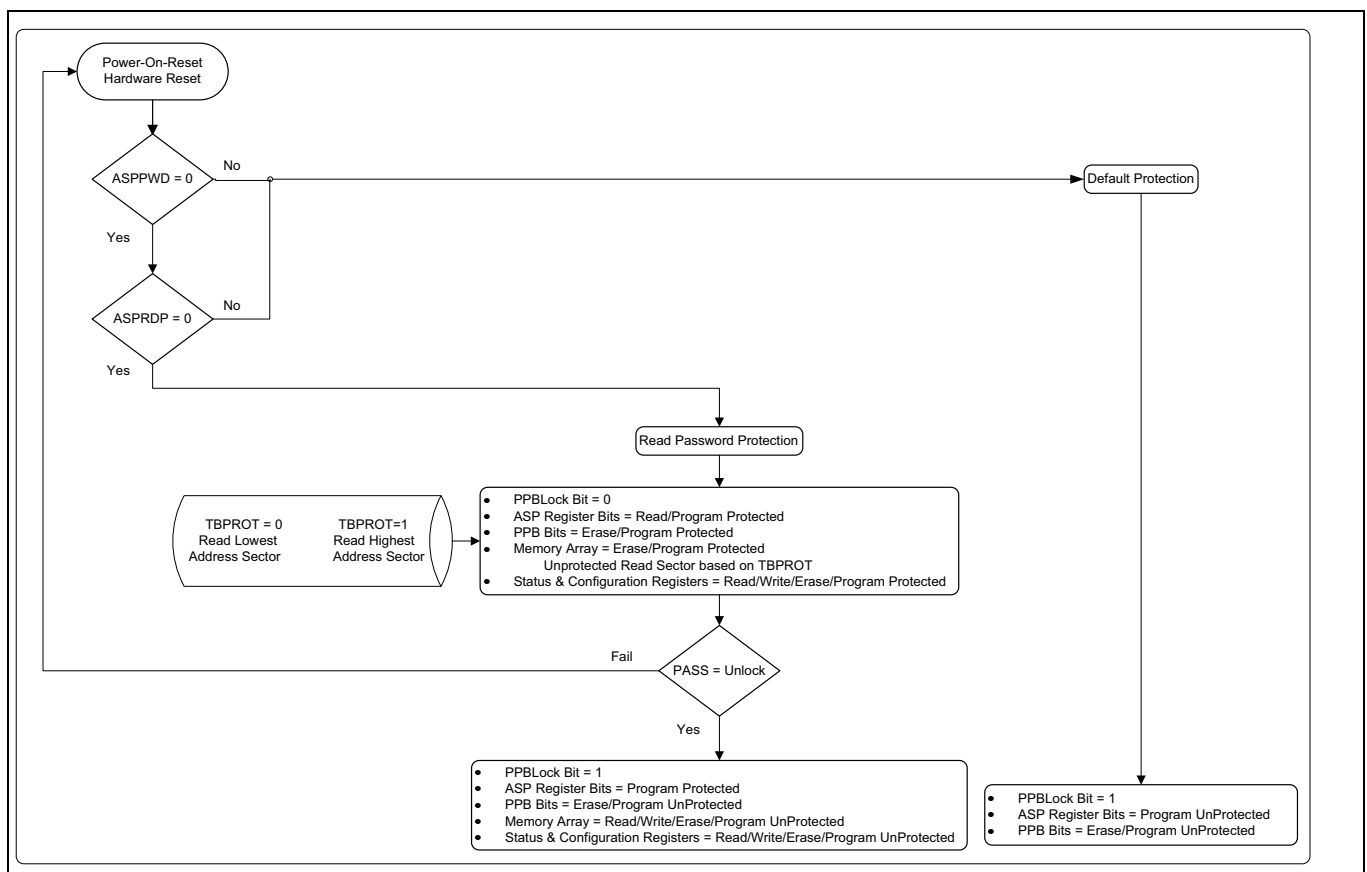 Power-On-Reset
Hardware Reset
ASPPWD = 0
No
Default Protection
Yes
ASPRDP = 0
No
Yes
Read Password Protection
TBPROT = 0
Read Lowest
Address Sector
TBPROT=1
Read Highest
Address Sector
• PPBLock Bit = 0
• ASP Register Bits = Read/Program Protected
• PPB Bits = Erase/Program Protected
• Memory Array = Erase/Program Protected
Unprotected Read Sector based on TBPROT
• Status & Configuration Registers = Read/Write/Erase/Program Protected
Fail
PASS = Unlock
Yes
• PPBLock Bit = 1
• ASP Register Bits = Program Protected
• PPB Bits = Erase/Program UnProtected
• Memory Array = Read/Write/Erase/Program UnProtected
• Status & Configuration Registers = Read/Write/Erase/Program UnProtected
• PPBLock Bit = 1
• ASP Register Bits = Program UnProtected
• PPB Bits = Erase/Program UnProtected